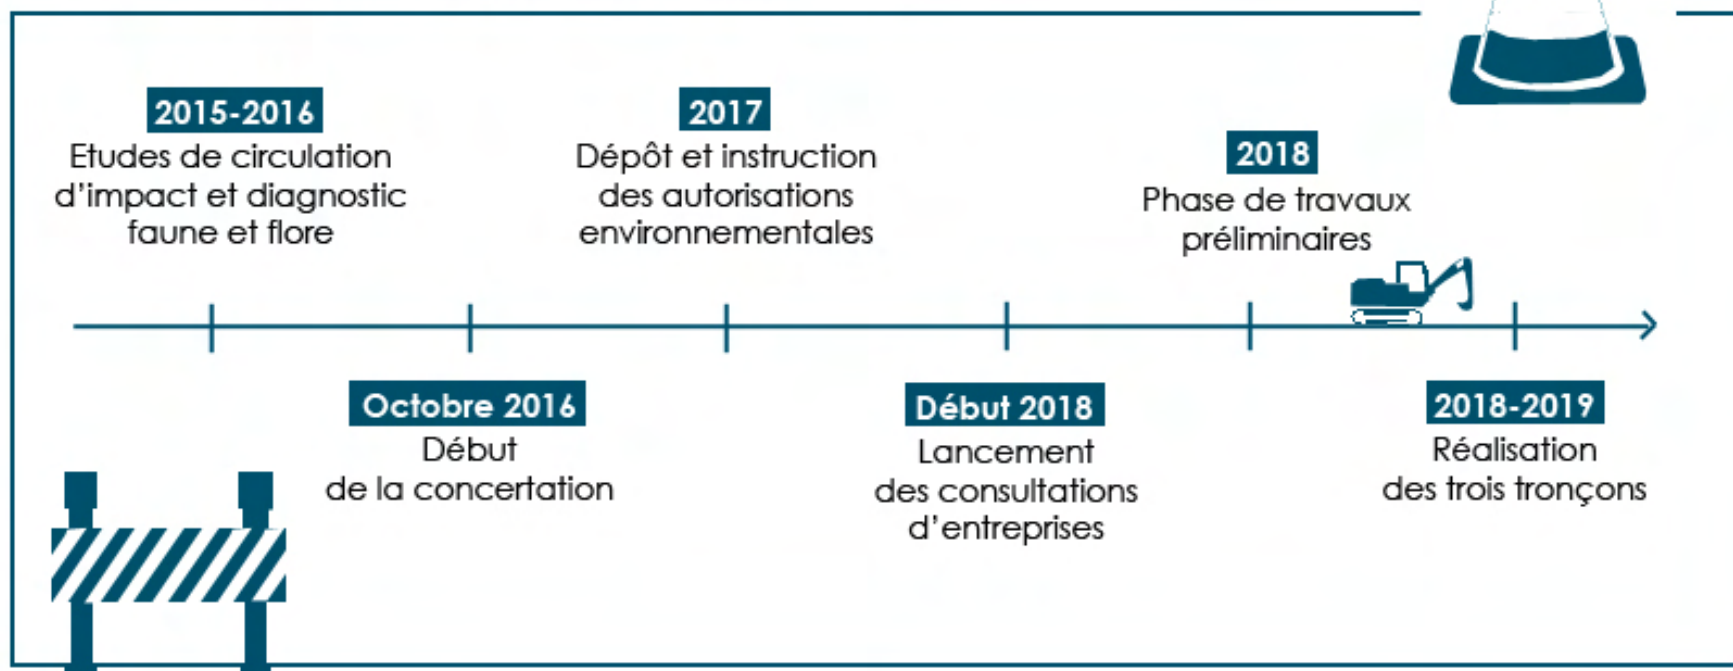 2015-2016
Etudes de circulation
d'impact et diagnostic
faune et flore
Octobre 2016
Début
de la concertation
2017
Dépôt et instruction
des autorisations
environnementales
Début 2018
Lancement
des consultations
d'entreprises
2018
Phase de travaux
préliminaires
2018-2019
Réalisation
des trois tronçons